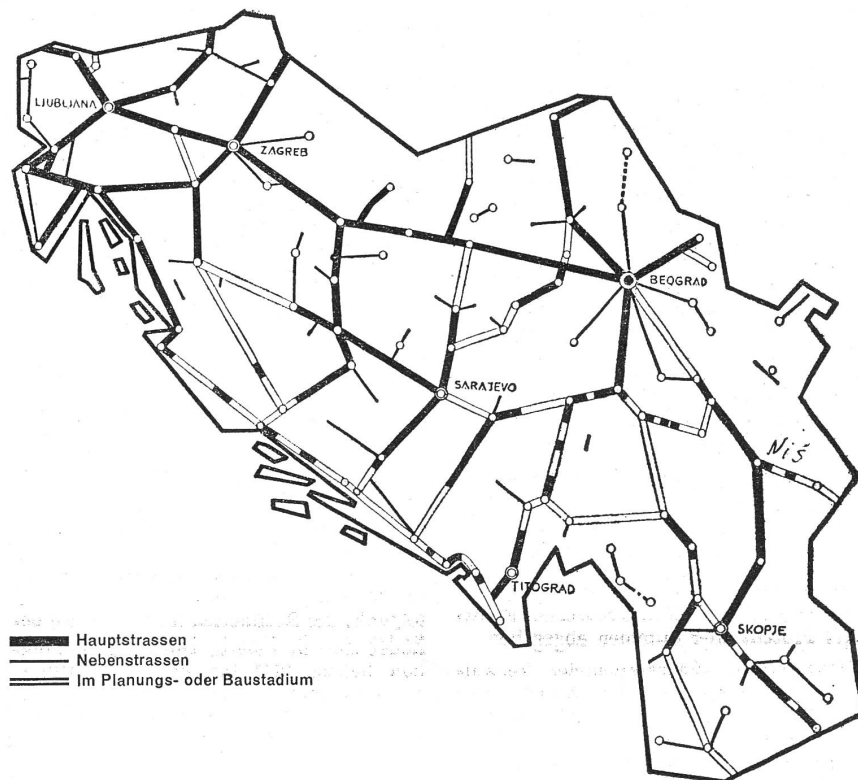 LJUBLJANA
ZAGREB
BEOGRAD
SARAJEVO
Niš
TITOGRAD
SKOPJE
Hauptstrassen
Nebenstrassen
Im Planungs- oder Baustadium